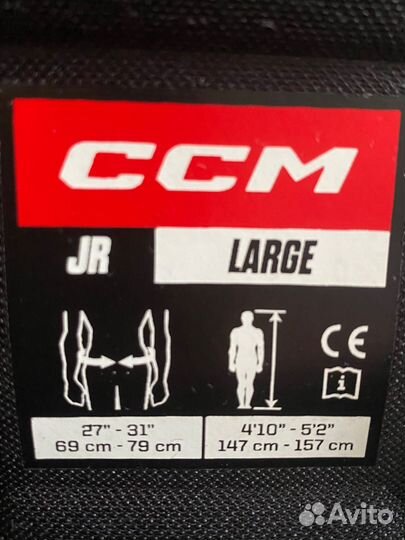 CCM
JR
LARGE
CE
i
27" - 31"
69 cm - 79 cm
4'10" - 5'2"
147 cm - 157 cm
Avito